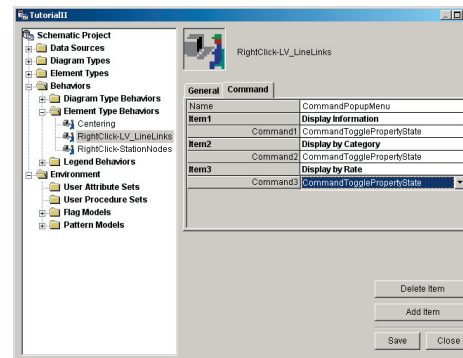 TutorialII
Schematic Project
Data Sources
Diagram Types
Element Types
Behaviors
Diagram Type Behaviors
Element Type Behaviors
Centering
RightClick-LV_LineLinks
RightClick-StationNodes
Legend Behaviors
Environment
User Attribute Sets
User Procedure Sets
Flag Models
Pattern Models
RightClick-LV_LineLinks
General Command
Name CommandPopupMenu
Item1 Display Information
Command1 CommandTogglePropertyState
Item2 Display by Category
Command2 CommandTogglePropertyState
Item3 Display by Rate
Command3 CommandTogglePropertyState
Delete Item
Add Item
Save Close